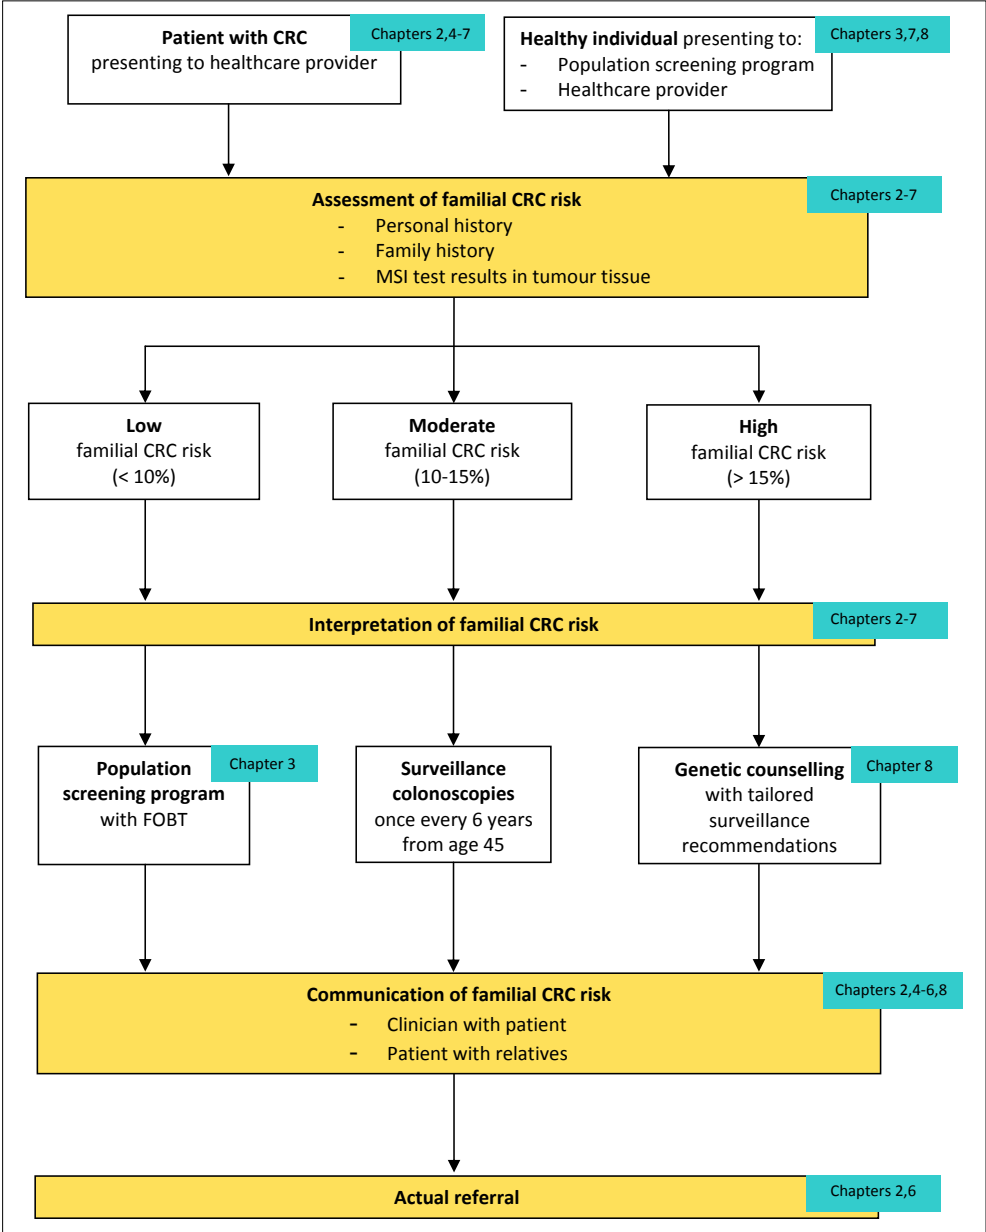 Patient with CRC
presenting to healthcare provider
Chapters 2,4-7
Healthy individual presenting to:
- Population screening program
- Healthcare provider
Chapters 3,7,8
Assessment of familial CRC risk
- Personal history
- Family history
- MSI test results in tumour tissue
Chapters 2-7
Low
familial CRC risk
(< 10%)
Moderate
familial CRC risk
(10-15%)
High
familial CRC risk
(> 15%)
Interpretation of familial CRC risk
Chapters 2-7
Population
screening program
with FOBT
Chapter 3
Surveillance
colonoscopies
once every 6 years
from age 45
Genetic counselling
with tailored
surveillance
recommendations
Chapter 8
Communication of familial CRC risk
- Clinician with patient
- Patient with relatives
Chapters 2,4-6,8
Actual referral
Chapters 2,6